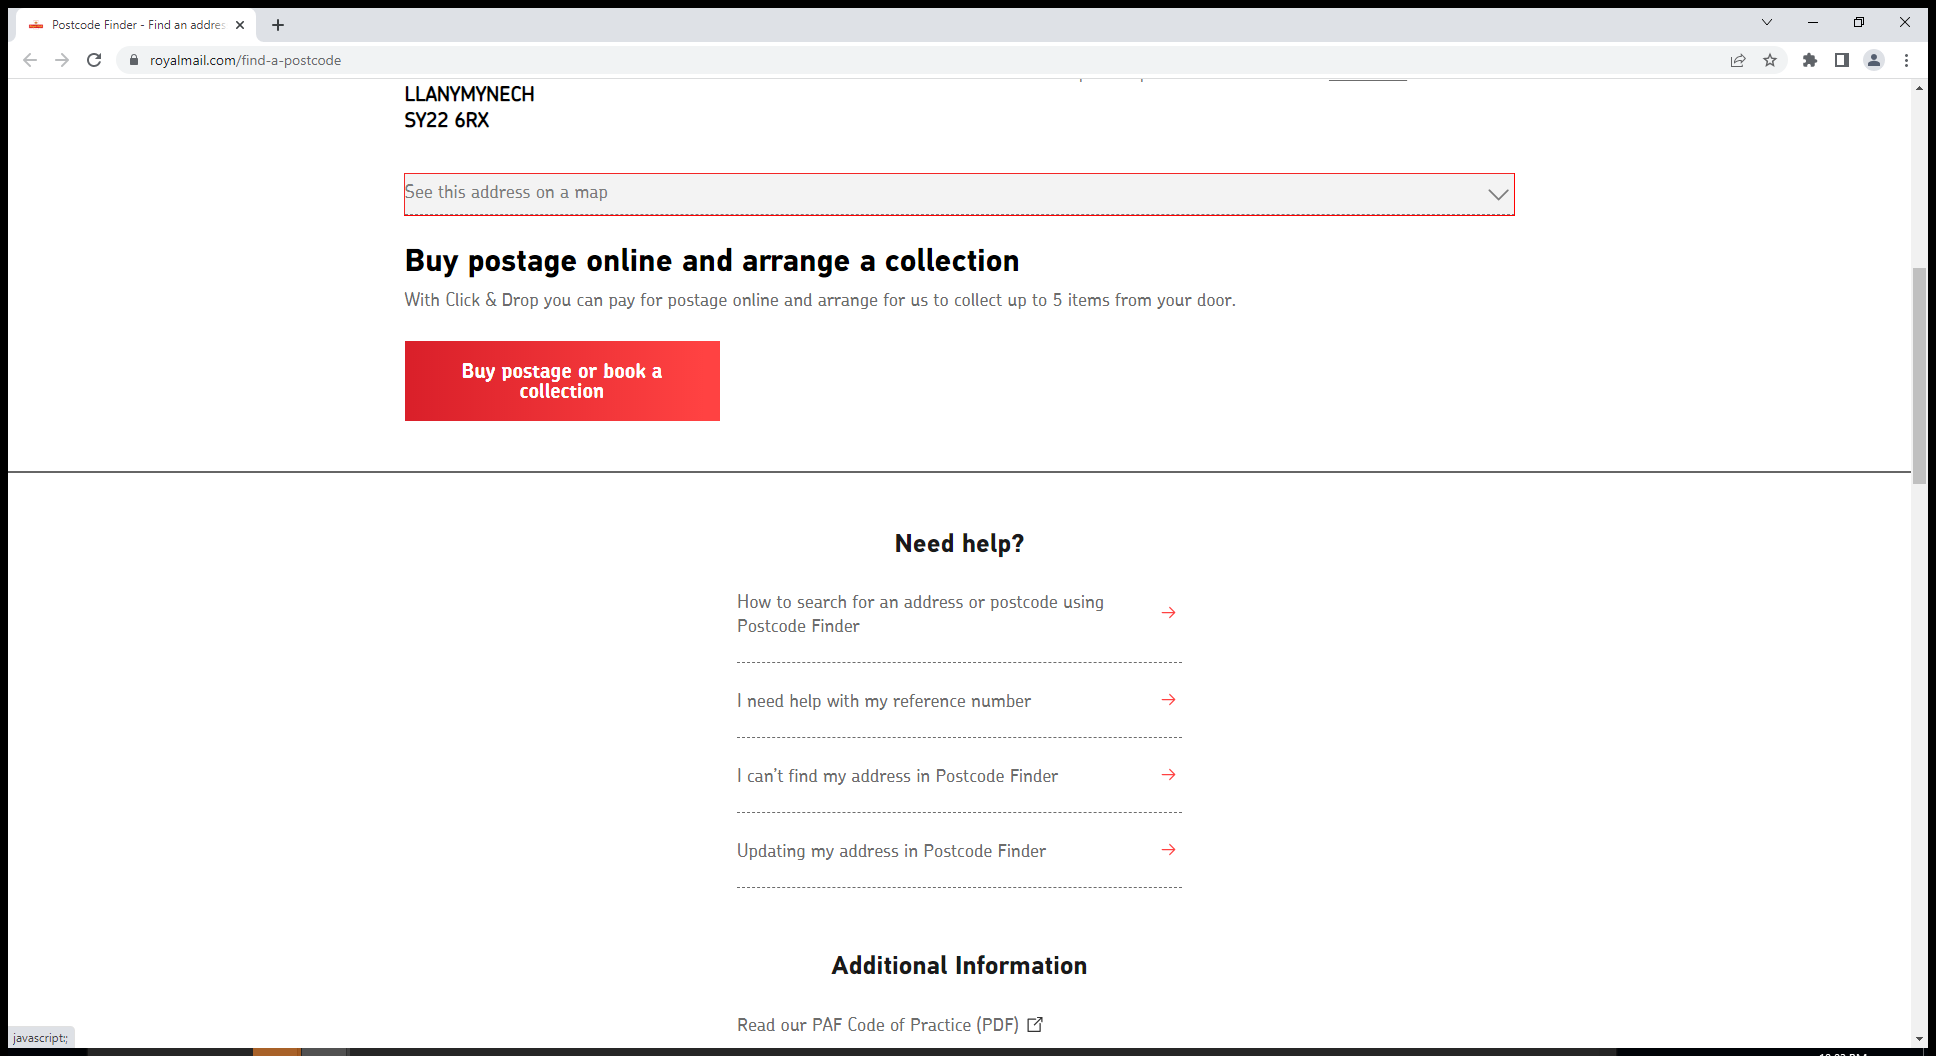 Postcode Finder - Find an addres
royalmail.com/find-a-postcode
LLANYMYNECH
SY22 6RX
See this address on a map
Buy postage online and arrange a collection
With Click & Drop you can pay for postage online and arrange for us to collect up to 5 items from your door.
Buy postage or book a
collection
Need help?
How to search for an address or postcode using
Postcode Finder
I need help with my reference number
I can't find my address in Postcode Finder
Updating my address in Postcode Finder
Additional Information
Read our PAF Code of Practice (PDF)
javascript:;